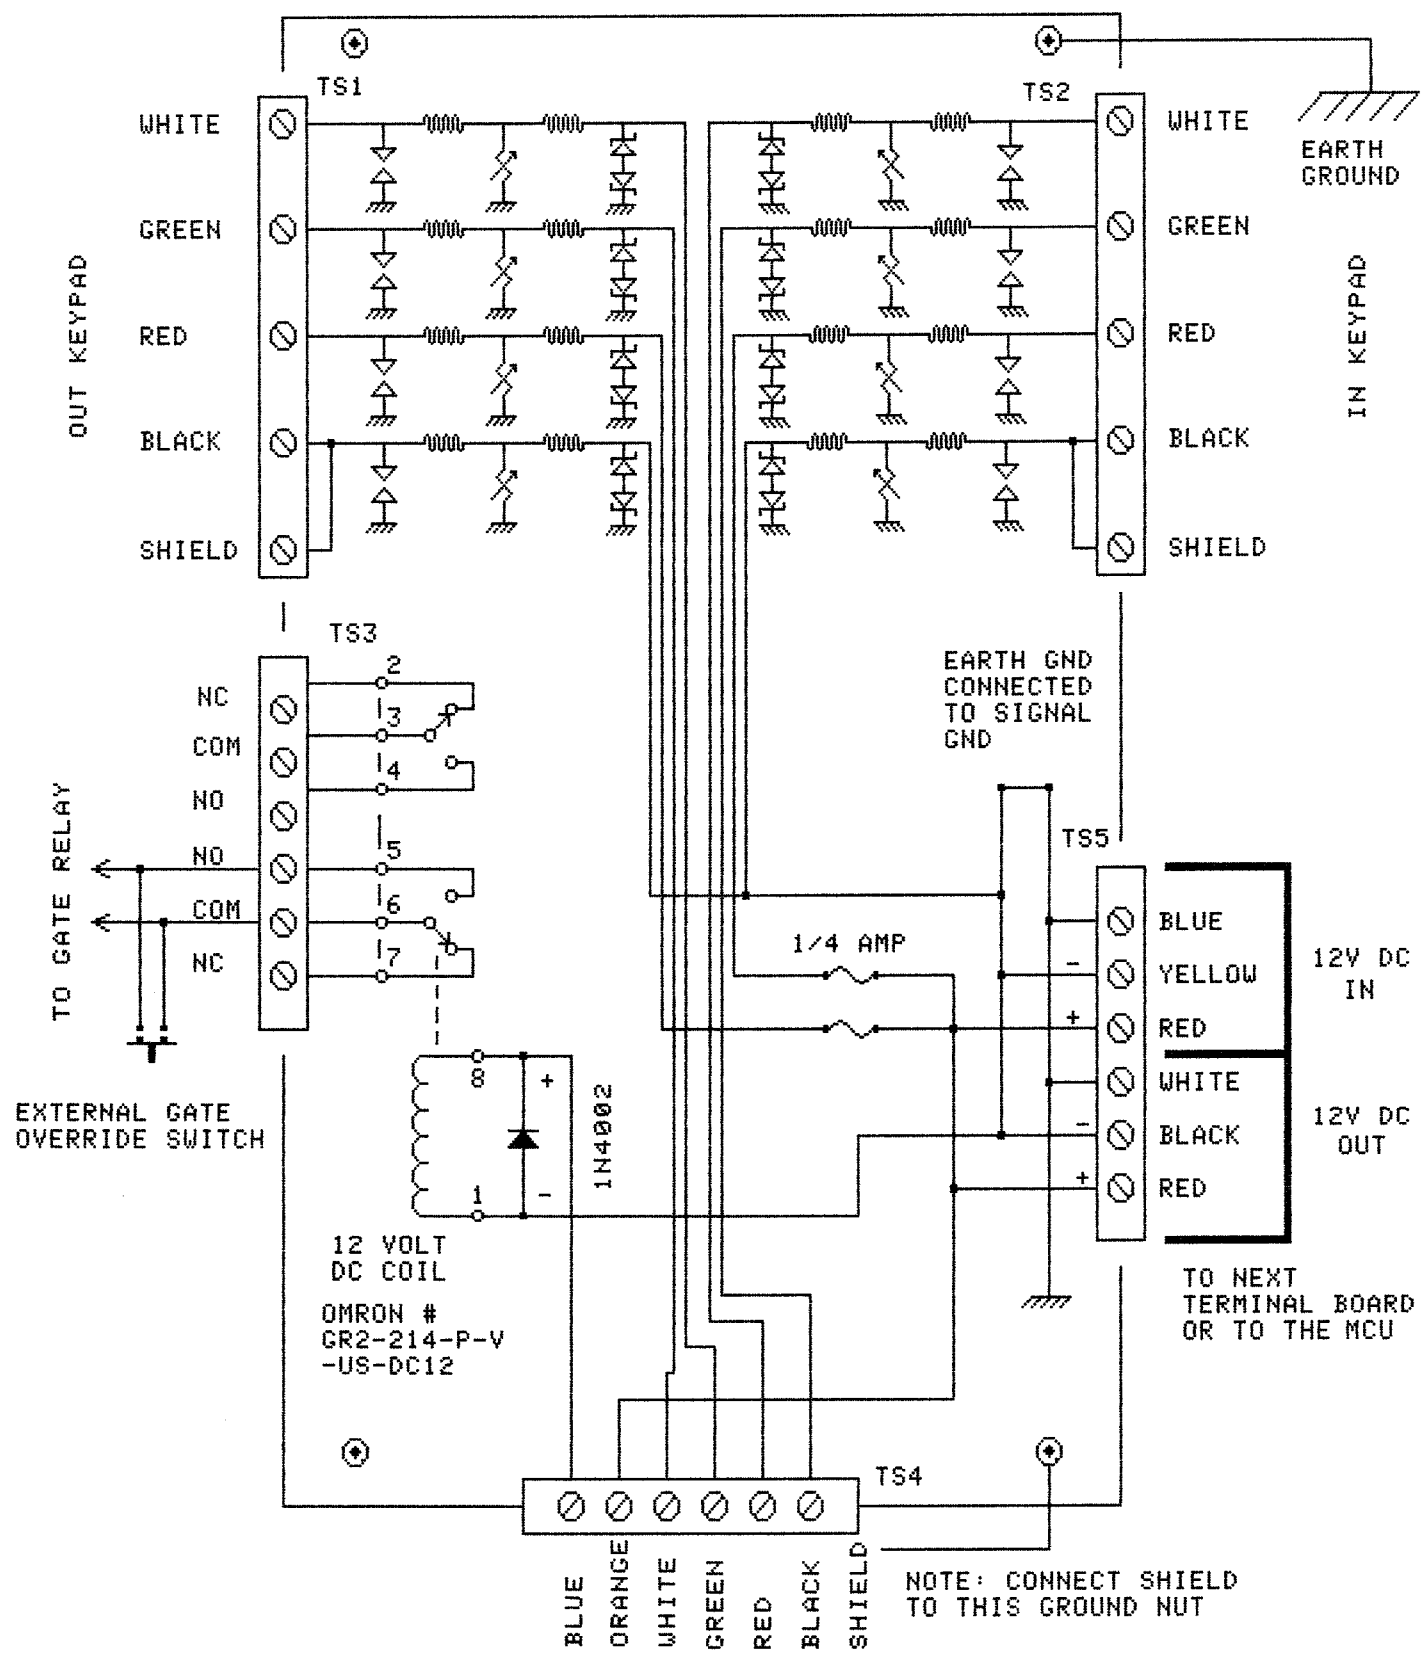 TS1
TS2
WHITE
WHITE
EARTH
GROUND
GREEN
GREEN
OUT KEYPAD
IN KEYPAD
RED
RED
BLACK
BLACK
SHIELD
SHIELD
TS3
2
NC
3
COM
4
NO
5
NO
6
COM
7
NC
TO GATE RELAY
EARTH GND
CONNECTED
TO SIGNAL
GND
TS5
BLUE
1/4 AMP
- YELLOW
+ RED
12V DC
IN
WHITE
- BLACK
+ RED
12V DC
OUT
8
+
1N4002
1
-
EXTERNAL GATE
OVERRIDE SWITCH
12 VOLT
DC COIL
OMRON #
GR2-214-P-V
-US-DC12
TO NEXT
TERMINAL BOARD
OR TO THE MCU
TS4
BLUE
ORANGE
WHITE
GREEN
RED
BLACK
SHIELD
NOTE: CONNECT SHIELD
TO THIS GROUND NUT